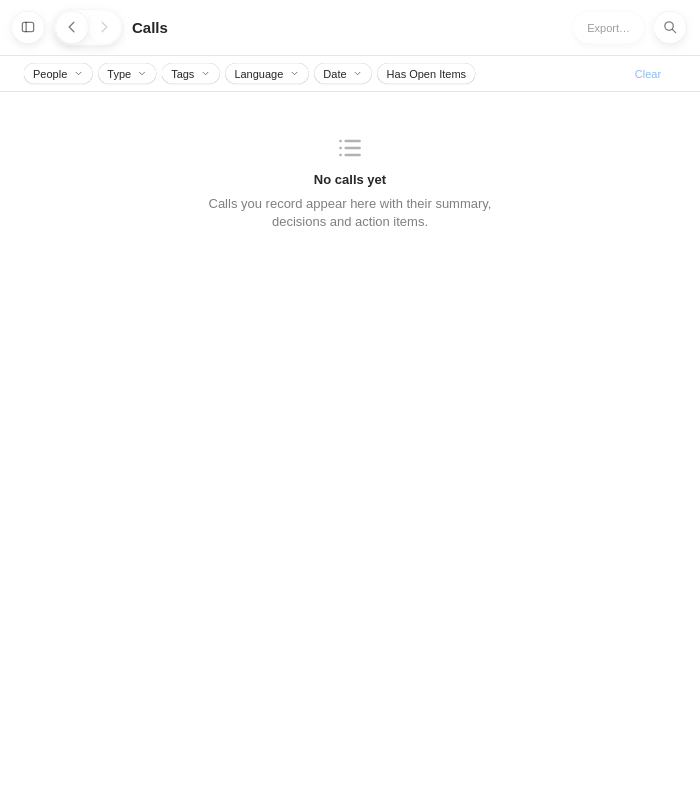 Calls
Export…
People
Type
Tags
Language
Date
Has Open Items
Clear
No calls yet
Calls you record appear here with their summary,
decisions and action items.